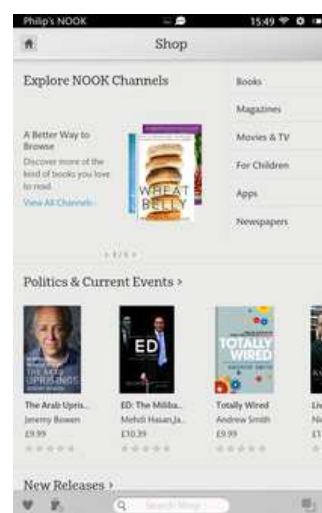 Philip's NOOK
15:49
Shop
Explore NOOK Channels
A Better Way to
Browse
Discover more of the
kind of books you love
to read.
View All Channels ›
WHEAT
BELLY
Books
Magazines
Movies & TV
For Children
Apps
Newspapers
Politics & Current Events >
THE ARAB
UPRISINGS
ED
TOTALLY
WIRED
The Arab Upris...
Jeremy Bowen
£9.99
ED: The Miliba...
Mehdi Hasan,Ja...
£10.39
Totally Wired
Andrew Smith
£9.99
New Releases >
Search Shop